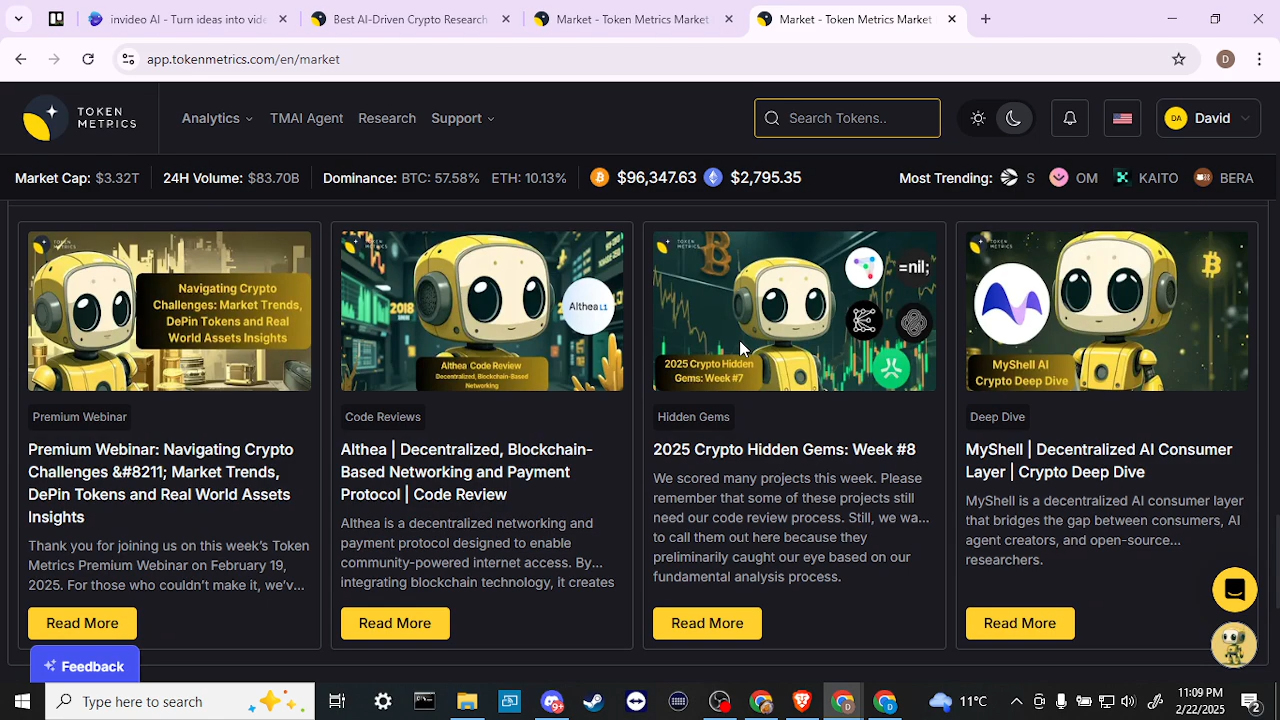 invideo AI - Turn ideas into vide
Best AI-Driven Crypto Research
Market - Token Metrics Market
Market - Token Metrics Market
app.tokenmetrics.com/en/market
D
TOKEN METRICS
Analytics
TMAI Agent
Research
Support
Search Tokens..
DA
David
Market Cap: $3.32T
24H Volume: $83.70B
Dominance: BTC: 57.58% ETH: 10.13%
$96,347.63
$2,795.35
Most Trending:
S
OM
KAITO
BERA
TOKEN METRICS
Navigating Crypto
Challenges: Market Trends,
DePin Tokens and Real
World Assets Insights
Premium Webinar
Premium Webinar: Navigating Crypto
Challenges &#8211; Market Trends,
DePin Tokens and Real World Assets
Insights
Thank you for joining us on this week's Token
Metrics Premium Webinar on February 19,
2025. For those who couldn't make it, we'v...
Read More
2018
Althea L1
Althea Code Review
Decentralized, Blockchain-Based
Networking
Code Reviews
Althea | Decentralized, Blockchain-
Based Networking and Payment
Protocol | Code Review
Althea is a decentralized networking and
payment protocol designed to enable
community-powered internet access. By...
integrating blockchain technology, it creates
Read More
=nil;
2025 Crypto Hidden
Gems: Week #7
Hidden Gems
2025 Crypto Hidden Gems: Week #8
We scored many projects this week. Please
remember that some of these projects still
need our code review process. Still, we wa...
to call them out here because they
preliminarily caught our eye based on our
fundamental analysis process.
Read More
TOKEN METRICS
MyShell AI
Crypto Deep Dive
Deep Dive
MyShell | Decentralized AI Consumer
Layer | Crypto Deep Dive
MyShell is a decentralized AI consumer layer
that bridges the gap between consumers, AI
agent creators, and open-source...
researchers.
Read More
Feedback
Type here to search
9+
11°C
11:09 PM
2/22/2025
2